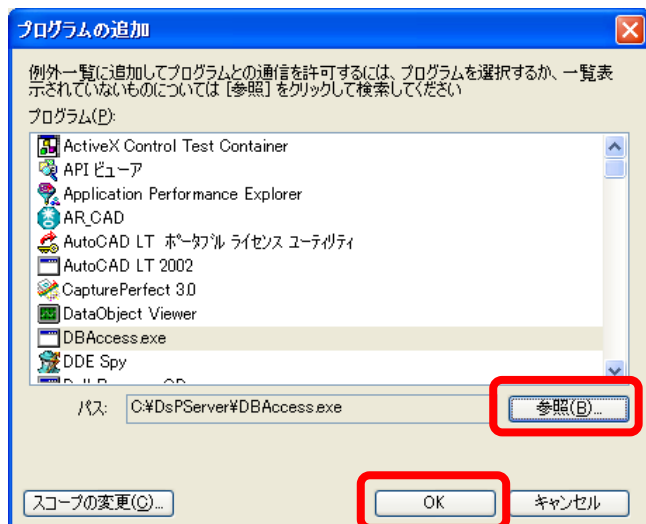 プログラムの追加
例外一覧に追加してプログラムとの通信を許可するには、プログラムを選択するか、一覧表
示されていないものについては [参照] をクリックして検索してください
プログラム(P):
ActiveX Control Test Container
API ビューア
Application Performance Explorer
AR_CAD
AutoCAD LT ﾎﾟｰﾀﾌﾞﾙ ライセンス ユーティリティ
AutoCAD LT 2002
CapturePerfect 3.0
DataObject Viewer
DBAccess.exe
DDE Spy
パス: C:¥DsPServer¥DBAccess.exe
参照(B)...
スコープの変更(C)...
OK
キャンセル